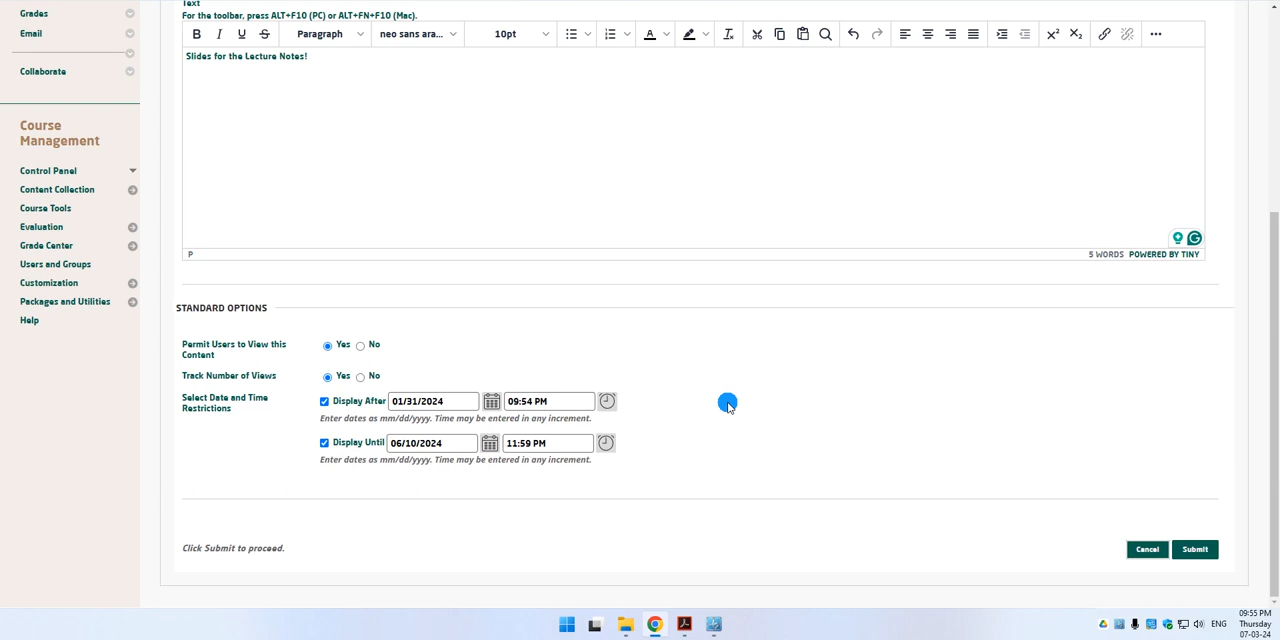 Grades
Email
Collaborate
Course
Management
Control Panel
Content Collection
Course Tools
Evaluation
Grade Center
Users and Groups
Customization
Packages and Utilities
Help
Text
For the toolbar, press ALT+F10 (PC) or ALT+FN+F10 (Mac).
B I U S Paragraph neo sans ara... 10pt
Slides for the Lecture Notes!
P 5 WORDS POWERED BY TINY
STANDARD OPTIONS
Permit Users to View this
Content
Yes No
Track Number of Views
Yes No
Select Date and Time
Restrictions
Display After 01/31/2024 09:54 PM
Enter dates as mm/dd/yyyy. Time may be entered in any increment.
Display Until 06/10/2024 11:59 PM
Enter dates as mm/dd/yyyy. Time may be entered in any increment.
Click Submit to proceed.
Cancel Submit
ENG
09:55 PM
Thursday
07-03-24